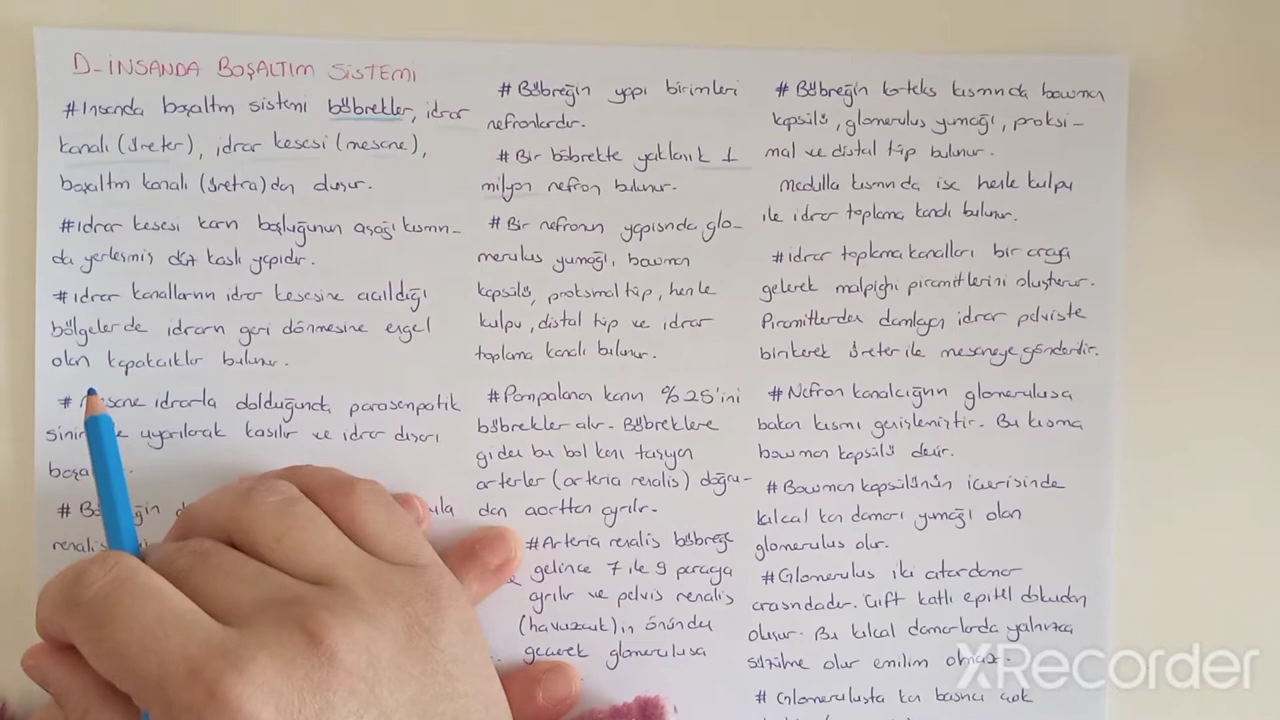 D-İNSANDA BOŞALTIM SİSTEMİ
#İnsanda boşaltım sistemi böbrekler, idrar
kanalı (üreter), idrar kesesi (mesane),
boşaltım kanalı (üretra)dan oluşur.
#idrar kesesi karın boşluğunun aşağı kısmın-
da yerleşmiş düz kaslı yapıdır.
#idrar kanallarının idrar kesesine açıldığı
bölgelerde idrarın geri dönmesine engel
olan kapakçıklar bulunur.
# idrarla dolduğunda parasempatik
uyarılarak kasılır ve idrar dışarı
# Böbreğin yapı birimleri
nefronlardır.
# Bir böbrekte yaklaşık 1
milyon nefron bulunur.
# Bir nefronun yapısında glo-
merulus yumağı, bowman
kapsülü, proksimal tüp, henle
kulpu, distal tüp ve idrar
toplama kanalı bulunur.
#Pompalanan kanın %25'ini
böbrekler alır. Böbreklere
giden bu bol kanı taşıyan
arterler (arteria renalis) doğru-
dan aorttan ayrılır.
#Arteria renalis böbreğe
gelince 7 ile 9 parçaya
ayrılır ve pelvis renalis
(havuzcuk)ın önünden
geçerek glomerulusa
# Böbreğin korteks kısmında bowman
kapsülü, glomerulus yumağı, proksi-
mal ve distal tüp bulunur.
medulla kısmında ise henle kulpu
ile idrar toplama kanalı bulunur.
#idrar toplama kanalları bir araya
gelerek malpighi piramitlerini oluşturur.
Piramitlerden damlayan idrar pelviste
birikerek üreter ile mesaneye gönderilir.
#Nefron kanalcığının glomerulusa
bakan kısmı genişlemiştir. Bu kısma
bowman kapsülü denir.
#Bowman kapsülünün içerisinde
kılcal kan damarı yumağı olan
glomerulus olur.
#Glomerulus iki atardamar
arasındadır. Çift katlı epitel dokudan
oluşur. Bu kılcal damarlarda yalnızca
süzülme olur emilim olmaz.
# Glomerulusta kan basıncı çok
XRecorder